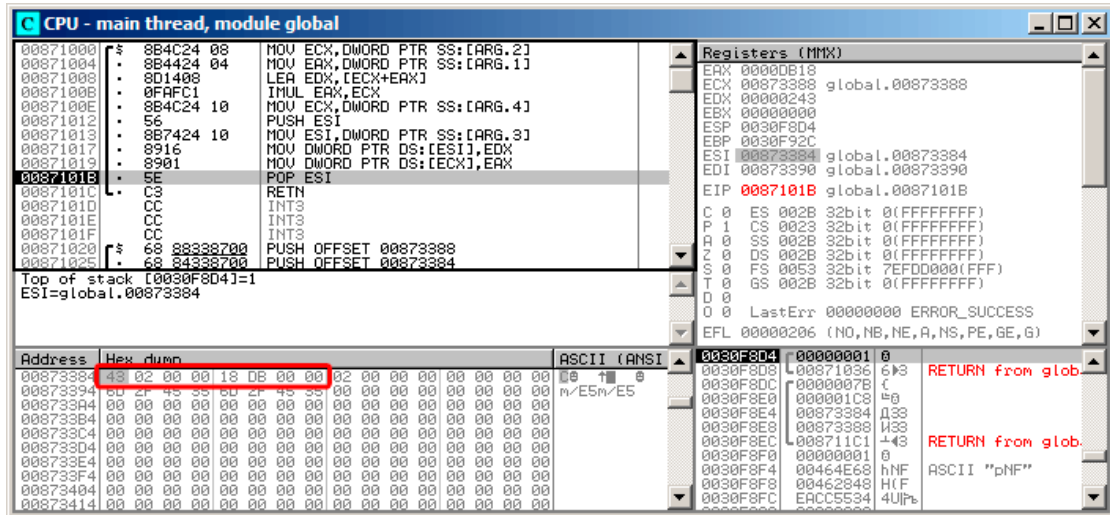 C CPU - main thread, module global
00871000 $ 8B4C24 08 MOV ECX,DWORD PTR SS:[ARG.2]
00871004 . 8B4424 04 MOV EAX,DWORD PTR SS:[ARG.1]
00871008 . 8D1408 LEA EDX,[ECX+EAX]
0087100B . 0FAFC1 IMUL EAX,ECX
0087100E . 8B4C24 10 MOV ECX,DWORD PTR SS:[ARG.4]
00871012 . 56 PUSH ESI
00871013 . 8B7424 10 MOV ESI,DWORD PTR SS:[ARG.3]
00871017 . 8916 MOV DWORD PTR DS:[ESI],EDX
00871019 . 8901 MOV DWORD PTR DS:[ECX],EAX
0087101B . 5E POP ESI
0087101C . C3 RETN
0087101D CC INT3
0087101E CC INT3
0087101F CC INT3
00871020 $ 68 88338700 PUSH OFFSET 00873388
00871025 . 68 84338700 PUSH OFFSET 00873384
Top of stack [0030F8D4]=1
ESI=global.00873384
Registers (MMX)
EAX 0000DB18
ECX 00873388 global.00873388
EDX 00000243
EBX 00000000
ESP 0030F8D4
EBP 0030F92C
ESI 00873384 global.00873384
EDI 00873390 global.00873390
EIP 0087101B global.0087101B
C 0 ES 002B 32bit 0(FFFFFFFF)
P 1 CS 0023 32bit 0(FFFFFFFF)
A 0 SS 002B 32bit 0(FFFFFFFF)
Z 0 DS 002B 32bit 0(FFFFFFFF)
S 0 FS 0053 32bit 7EFDD000(FFF)
T 0 GS 002B 32bit 0(FFFFFFFF)
D 0
O 0 LastErr 00000000 ERROR_SUCCESS
EFL 00000206 (NO,NB,NE,A,NS,PE,GE,G)
Address Hex dump ASCII (ANSI
00873384 43 02 00 00 18 DB 00 00 02 00 00 00 00 00 00 00
00873394 6D 2F 45 35 6D 2F 45 35 00 00 00 00 00 00 00 00 m/E5m/E5
008733A4 00 00 00 00 00 00 00 00 00 00 00 00 00 00 00 00
008733B4 00 00 00 00 00 00 00 00 00 00 00 00 00 00 00 00
008733C4 00 00 00 00 00 00 00 00 00 00 00 00 00 00 00 00
008733D4 00 00 00 00 00 00 00 00 00 00 00 00 00 00 00 00
008733E4 00 00 00 00 00 00 00 00 00 00 00 00 00 00 00 00
008733F4 00 00 00 00 00 00 00 00 00 00 00 00 00 00 00 00
00873404 00 00 00 00 00 00 00 00 00 00 00 00 00 00 00 00
00873414 00 00 00 00 00 00 00 00 00 00 00 00 00 00 00 00
0030F8D4 00000001
0030F8D8 00871036 RETURN from glob
0030F8DC 0000007B {
0030F8E0 000001C8
0030F8E4 00873384 Д33
0030F8E8 00873388 И33
0030F8EC 008711C1 RETURN from glob
0030F8F0 00000001
0030F8F4 00464E68 hNF ASCII "pNF"
0030F8F8 00462848 H(F
0030F8FC EACC5534